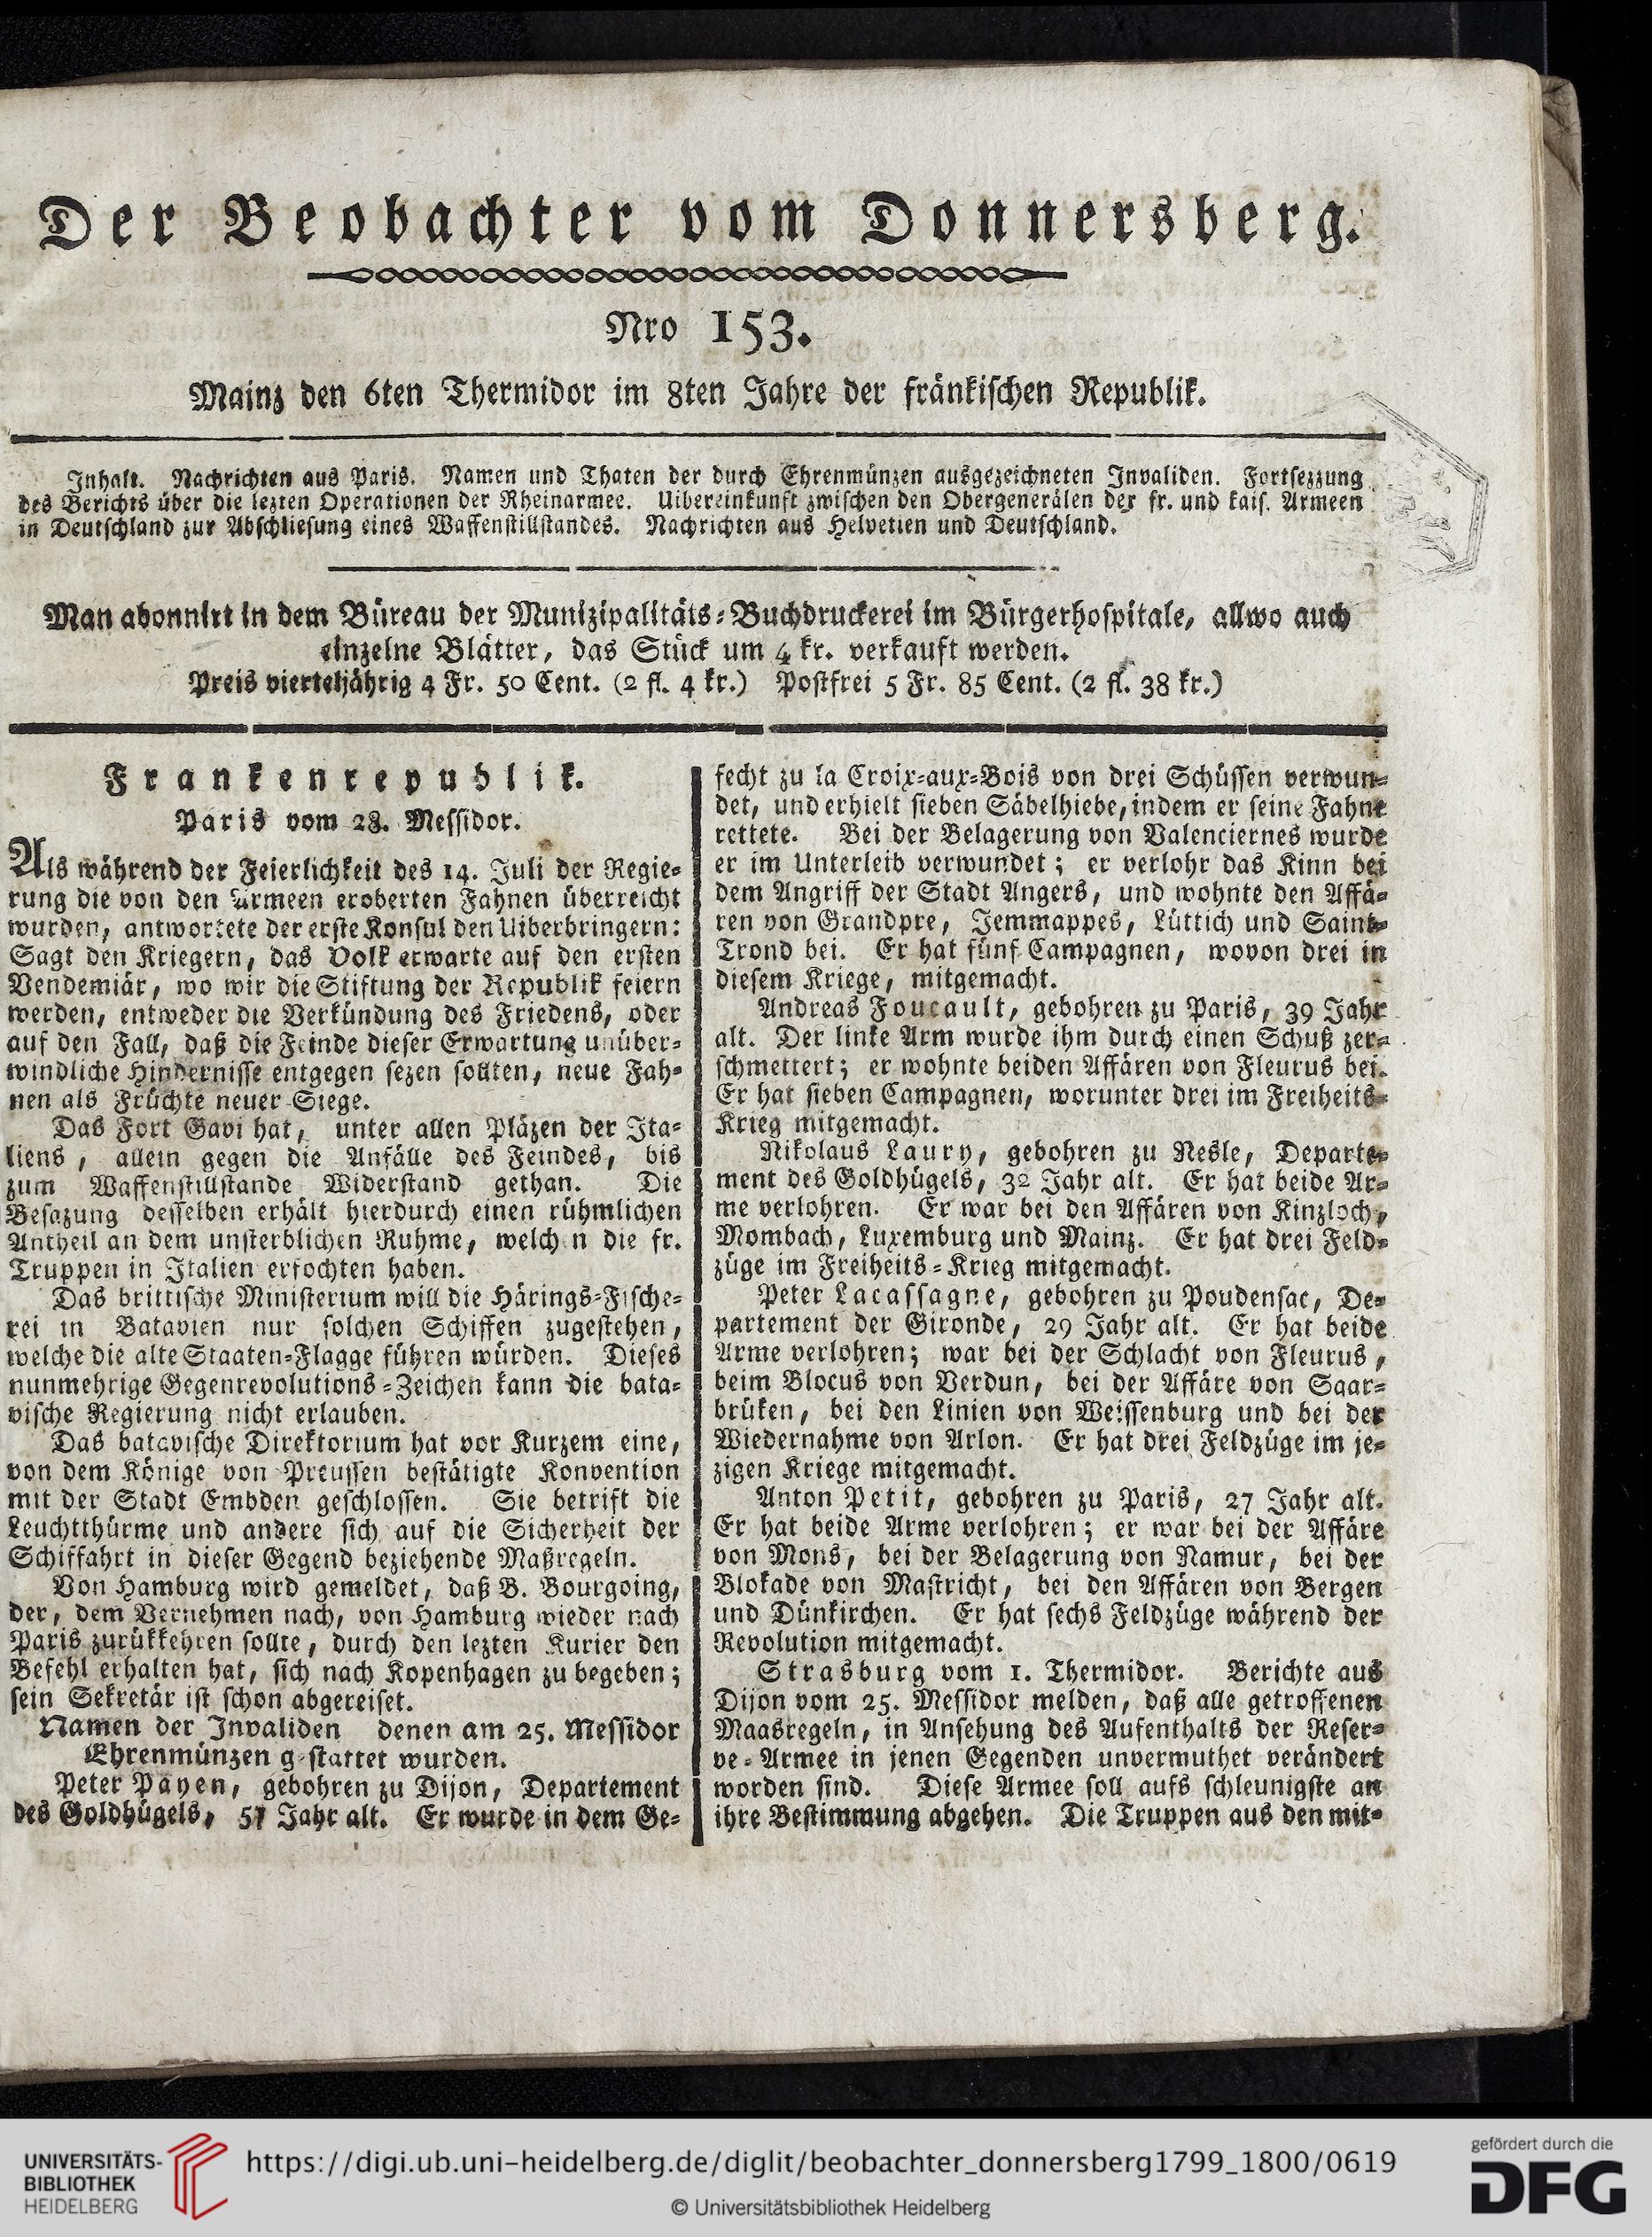 Der Beobachter vom Donnersberg.
Nro 153.
Mainz den 6ten Thermidor im 8ten Jahre der fränkischen Republik.
Inhalt. Nachrichten aus Paris. Namen und Thaten der durch Ehrenmünzen ausgezeichneten Invaliden. Fortsezzung
des Berichts über die lezten Operationen der Rheinarmee. Uibereinkunft zwischen den Obergenerälen der fr. und kais. Armeen
in Deutschland zur Abschliesung eines Waffenstillstandes. Nachrichten aus Helvetien und Deutschland.
Man abonnirt in dem Büreau der Munizipalitäts-Buchdruckerei im Bürgerhospitale, allwo auch
einzelne Blätter, das Stück um 4 kr. verkauft werden.
Preis vierteljährig 4 Fr. 50 Cent. (2 fl. 4 kr.) Postfrei 5 Fr. 85 Cent. (2 fl. 38 kr.)
Frankenrepublik.
Paris vom 28. Messidor.
Als während der Feierlichkeit des 14. Juli der Regie-
rung die von den Armeen eroberten Fahnen überreicht
wurden, antwortete der erste Konsul den Uiberbringern:
Sagt den Kriegern, das Volk erwarte auf den ersten
Vendemiär, wo wir die Stiftung der Republik feiern
werden, entweder die Verkündung des Friedens, oder
auf den Fall, daß die Feinde dieser Erwartung unüber-
windliche Hindernisse entgegen sezen sollten, neue Fah-
nen als Früchte neuer Siege.
Das Fort Gavi hat, unter allen Pläzen der Ita-
liens, allein gegen die Anfälle des Feindes, bis
zum Waffenstillstande Widerstand gethan. Die
Besazung desselben erhält hierdurch einen rühmlichen
Antheil an dem unsterblichen Ruhme, welchen die fr.
Truppen in Italien erfochten haben.
Das brittische Ministerium will die Härings-Fische-
rei in Batavien nur solchen Schiffen zugestehen,
welche die alte Staaten-Flagge führen würden. Dieses
nunmehrige Gegenrevolutions-Zeichen kann die bata-
vische Regierung nicht erlauben.
Das batavische Direktorium hat vor Kurzem eine,
von dem Könige von Preussen bestätigte Konvention
mit der Stadt Embden geschlossen. Sie betrift die
Leuchtthürme und andere sich auf die Sicherheit der
Schiffahrt in dieser Gegend beziehende Maßregeln.
Von Hamburg wird gemeldet, daß B. Bourgoing,
der, dem Vernehmen nach, von Hamburg wieder nach
Paris zurükkehren sollte, durch den lezten Kurier den
Befehl erhalten hat, sich nach Kopenhagen zu begeben;
sein Sekretär ist schon abgereiset.
Namen der Invaliden denen am 25. Messidor
Ehrenmünzen gestattet wurden.
Peter Payen, gebohren zu Dijon, Departement
des Goldhügels, 57 Jahr alt. Er wurde in dem Ge-
fecht zu la Croix-aux-Bois von drei Schüssen verwun-
det, und erhielt sieben Säbelhiebe, indem er seine Fahne
rettete. Bei der Belagerung von Valenciernes wurde
er im Unterleib verwundet; er verlohr das Kinn bei
dem Angriff der Stadt Angers, und wohnte den Affä-
ren von Grandpre, Jemmappes, Lüttich und Saint-
Trond bei. Er hat fünf Campagnen, wovon drei in
diesem Kriege, mitgemacht.
Andreas Foucault, gebohren zu Paris, 39 Jahr
alt. Der linke Arm wurde ihm durch einen Schuß zer-
schmettert; er wohnte beiden Affären von Fleurus bei.
Er hat sieben Campagnen, worunter drei im Freiheits-
Krieg mitgemacht.
Nikolaus Laury, gebohren zu Nesle, Departe-
ment des Goldhügels, 32 Jahr alt. Er hat beide Ar-
me verlohren. Er war bei den Affären von Kinzloch,
Mombach, Luxemburg und Mainz. Er hat drei Feld-
züge im Freiheits-Krieg mitgemacht.
Peter Lacassagne, gebohren zu Poudensac, De-
partement der Gironde, 29 Jahr alt. Er hat beide
Arme verlohren; war bei der Schlacht von Fleurus,
beim Blocus von Verdun, bei der Affäre von Saar-
brüken, bei den Linien von Weissenburg und bei der
Wiedernahme von Arlon. Er hat drei Feldzüge im je-
zigen Kriege mitgemacht.
Anton Petit, gebohren zu Paris, 27 Jahr alt.
Er hat beide Arme verlohren; er war bei der Affäre
von Mons, bei der Belagerung von Namur, bei der
Blokade von Mastricht, bei den Affären von Bergen
und Dünkirchen. Er hat sechs Feldzüge während der
Revolution mitgemacht.
Strasburg vom 1. Thermidor. Berichte aus
Dijon vom 25. Messidor melden, daß alle getroffenen
Maasregeln, in Ansehung des Aufenthalts der Reser-
ve-Armee in jenen Gegenden unvermuthet verändert
worden sind. Diese Armee soll aufs schleunigste an
ihre Bestimmung abgehen. Die Truppen aus den mit-
UNIVERSITÄTS-
BIBLIOTHEK
HEIDELBERG
https://digi.ub.uni-heidelberg.de/diglit/beobachter_donnersberg1799_1800/0619
© Universitätsbibliothek Heidelberg
gefördert durch die
DFG